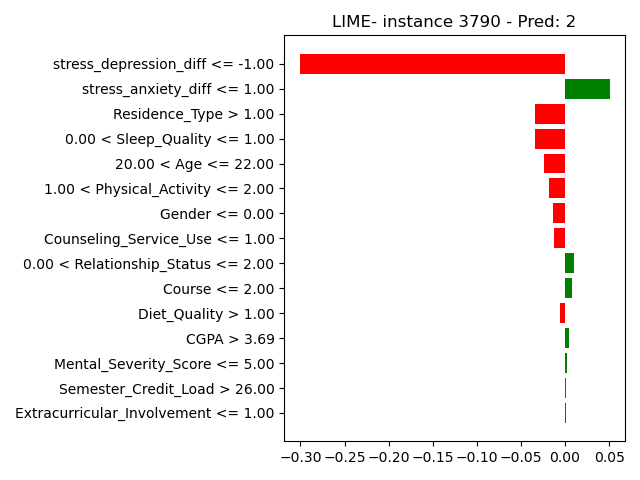 LIME- instance 3790 - Pred: 2
stress_depression_diff <= -1.00
stress_anxiety_diff <= 1.00
Residence_Type > 1.00
0.00 < Sleep_Quality <= 1.00
20.00 < Age <= 22.00
1.00 < Physical_Activity <= 2.00
Gender <= 0.00
Counseling_Service_Use <= 1.00
0.00 < Relationship_Status <= 2.00
Course <= 2.00
Diet_Quality > 1.00
CGPA > 3.69
Mental_Severity_Score <= 5.00
Semester_Credit_Load > 26.00
Extracurricular_Involvement <= 1.00
−0.30 −0.25 −0.20 −0.15 −0.10 −0.05 0.00 0.05